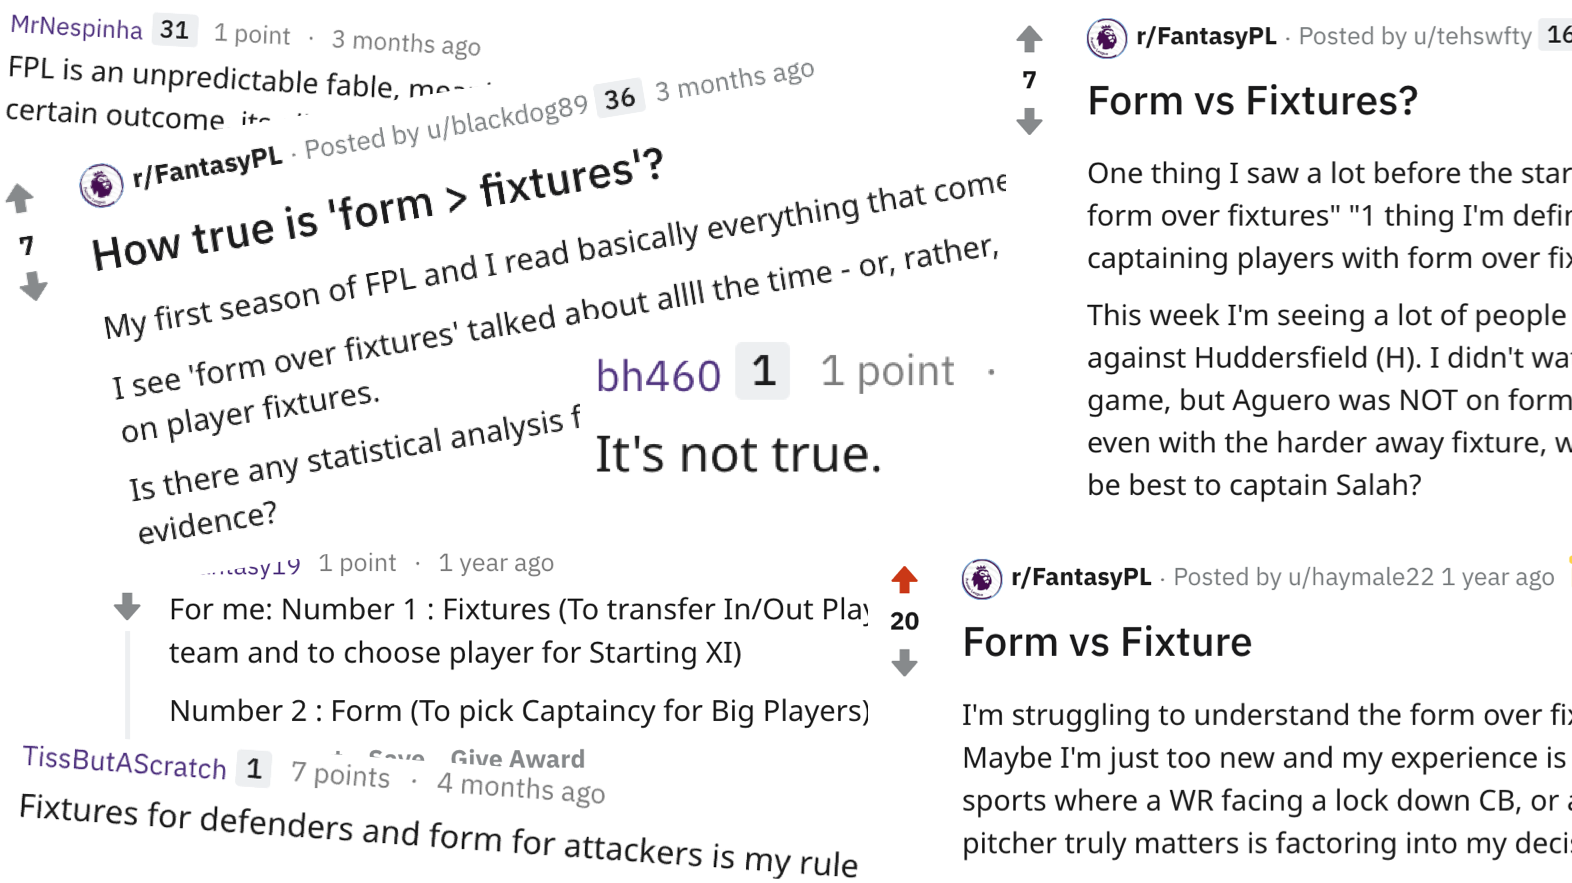 MrNespinha 31 1 point · 3 months ago
FPL is an unpredictable fable,
certain outcome, its
r/FantasyPL · Posted by u/blackdog89 36 3 months ago
7
How true is 'form > fixtures'?
My first season of FPL and I read basically everything that come
I see 'form over fixtures' talked about allll the time - or, rather,
on player fixtures.
Is there any statistical analysis f
evidence?
bh460 1 1 point ·
It's not true.
1 point · 1 year ago
For me: Number 1 : Fixtures (To transfer In/Out Play
team and to choose player for Starting XI)
Number 2 : Form (To pick Captaincy for Big Players)
Save Give Award
TissButAScratch 1 7 points · 4 months ago
Fixtures for defenders and form for attackers is my rule
r/FantasyPL · Posted by u/tehswfty 16
7
Form vs Fixtures?
One thing I saw a lot before the star
form over fixtures" "1 thing I'm defin
captaining players with form over fix
This week I'm seeing a lot of people
against Huddersfield (H). I didn't wa
game, but Aguero was NOT on form
even with the harder away fixture, w
be best to captain Salah?
r/FantasyPL · Posted by u/haymale22 1 year ago
20
Form vs Fixture
I'm struggling to understand the form over fix
Maybe I'm just too new and my experience is
sports where a WR facing a lock down CB, or a
pitcher truly matters is factoring into my decis